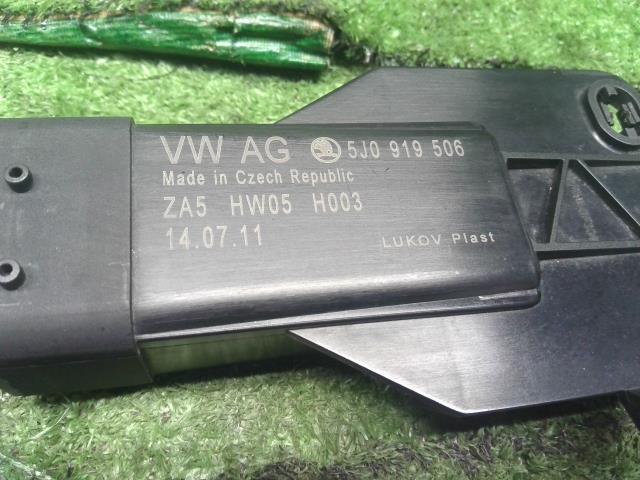 VW AG 5J0 919 506
Made in Czech Republic
ZA5 HW05 H003
14.07.11
LUKOV Plast